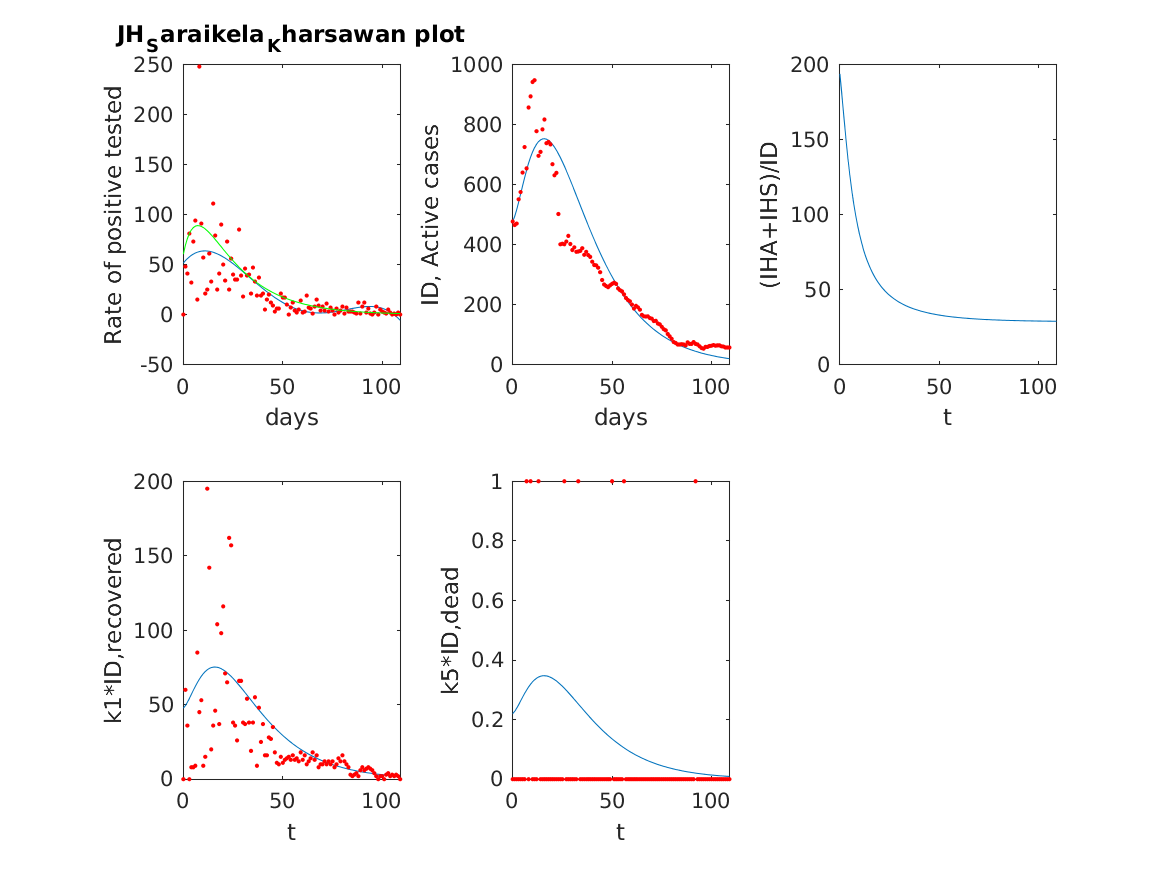 JHSaraikelaKharsawan plot
250
200
150
100
50
0
-50
0 50 100
days
Rate of positive tested
1000
800
600
400
200
0
0 50 100
days
ID, Active cases
200
150
100
50
0
0 50 100
t
(IHA+IHS)/ID
200
150
100
50
0
0 50 100
t
k1*ID,recovered
1
0.8
0.6
0.4
0.2
0
0 50 100
t
k5*ID,dead